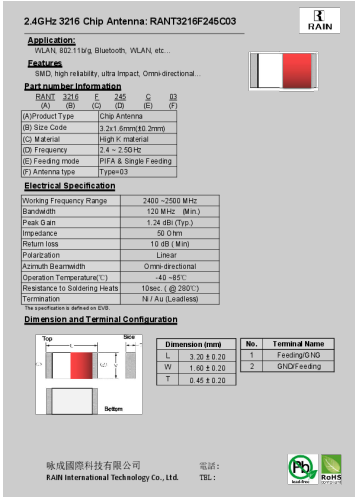 2.4GHz 3216 Chip Antenna: RANT3216F245C03
RAIN
Application:
WLAN, 802.11b/g, Bluetooth, WLAN, etc…
Features
SMD, high reliability, ultra Impact, Omni-directional…
Part number Information
RANT 3216 F 245 C 03
(A) (B) (C) (D) (E) (F)
(A)Product Type Chip Antenna
(B) Size Code 3.2x1.6mm(±0.2mm)
(C) Material High K material
(D) Frequency 2.4 ~ 2.5GHz
(E) Feeding mode PIFA & Single Feeding
(F) Antenna type Type=03
Electrical Specification
Working Frequency Range 2400 ~2500 MHz
Bandwidth 120 MHz (Min.)
Peak Gain 1.24 dBi (Typ.)
Impedance 50 Ohm
Return loss 10 dB ( Min)
Polarization Linear
Azimuth Beamwidth Omni-directional
Operation Temperature(℃) -40 ~85℃
Resistance to Soldering Heats 10sec. ( @ 280℃)
Termination Ni / Au (Leadless)
The specification is defined on EVB.
Dimension and Terminal Configuration
Top Side
L
W
Bottom
Dimension (mm)
L 3.20 ± 0.20
W 1.60 ± 0.20
T 0.45 ± 0.20
No. Terminal Name
1 Feeding/GNG
2 GND/Feeding
咏成國際科技有限公司 電話:
RAIN International Technology Co., Ltd. TEL:
Pb
lead-free
RoHS